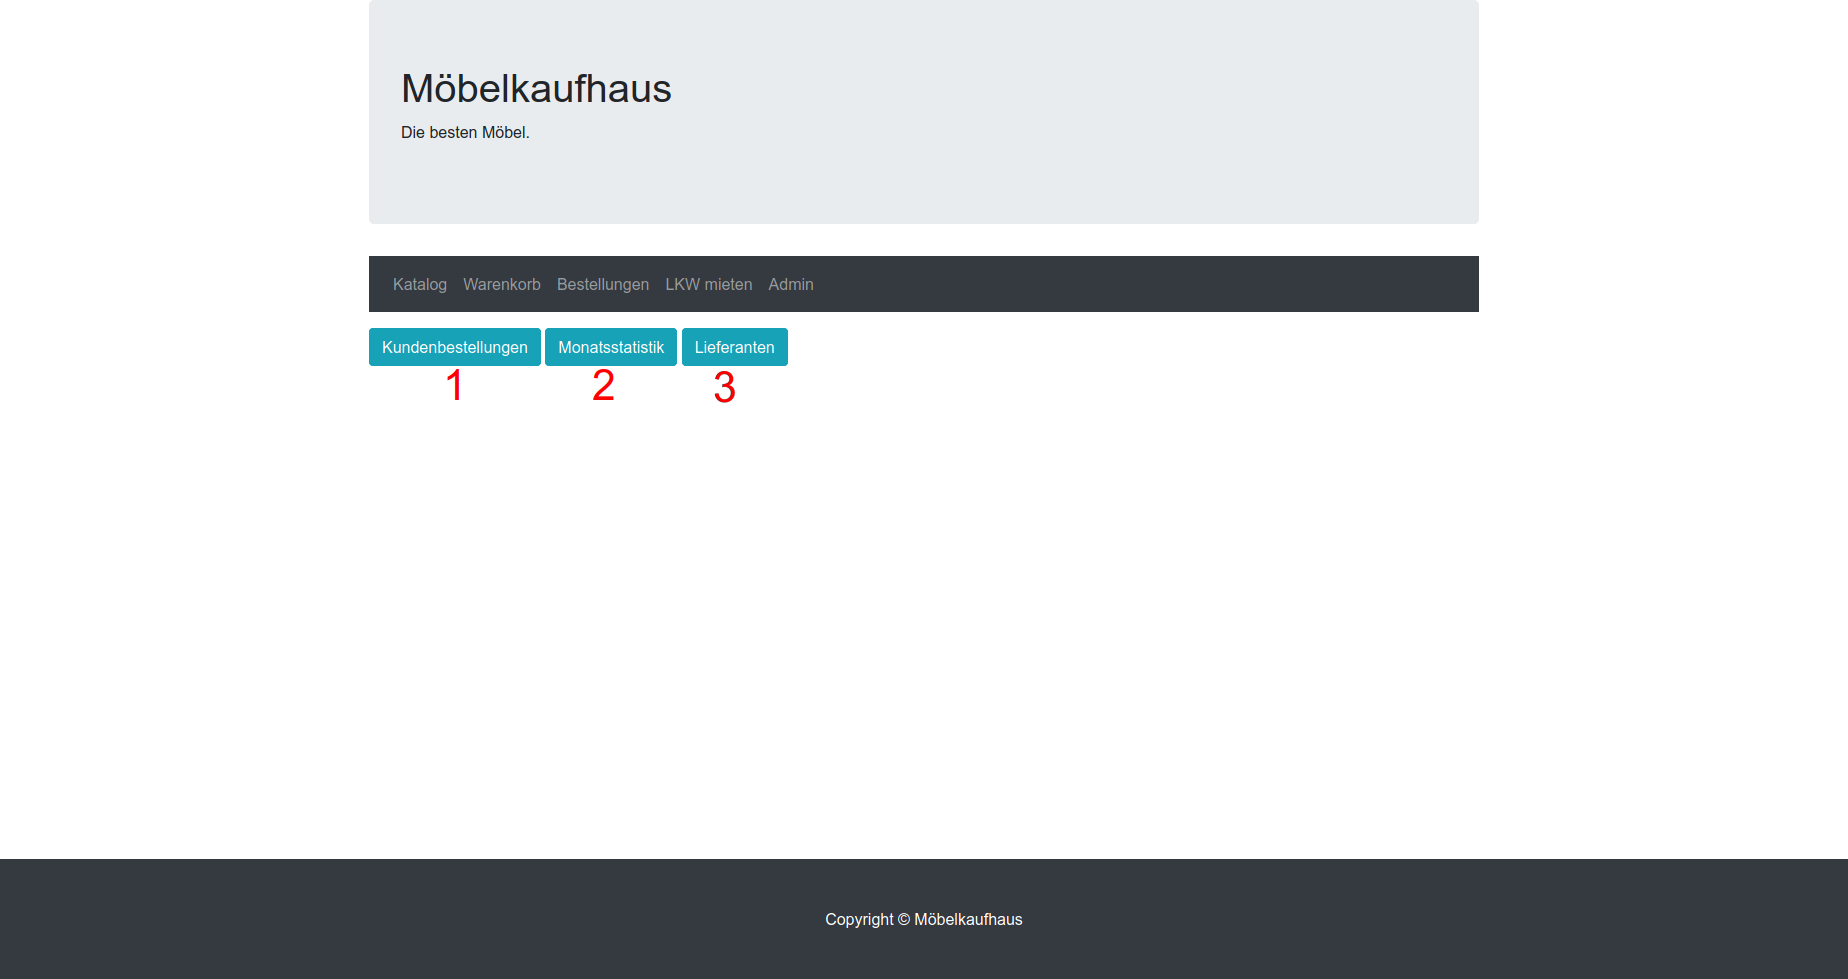 Möbelkaufhaus
Die besten Möbel.
Katalog Warenkorb Bestellungen LKW mieten Admin
Kundenbestellungen Monatsstatistik Lieferanten
1 2 3
Copyright © Möbelkaufhaus